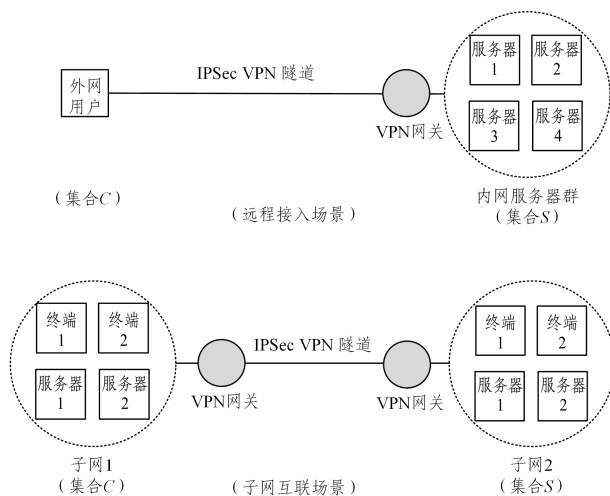 IPSec VPN 隧道
外网
用户
VPN网关
服务器
1
服务器
2
服务器
3
服务器
4
(集合C)
(远程接入场景)
内网服务器群
(集合S)
终端
1
终端
2
服务器
1
服务器
2
VPN网关
IPSec VPN 隧道
VPN网关
终端
1
终端
2
服务器
1
服务器
2
子网1
(集合C)
(子网互联场景)
子网2
(集合S)